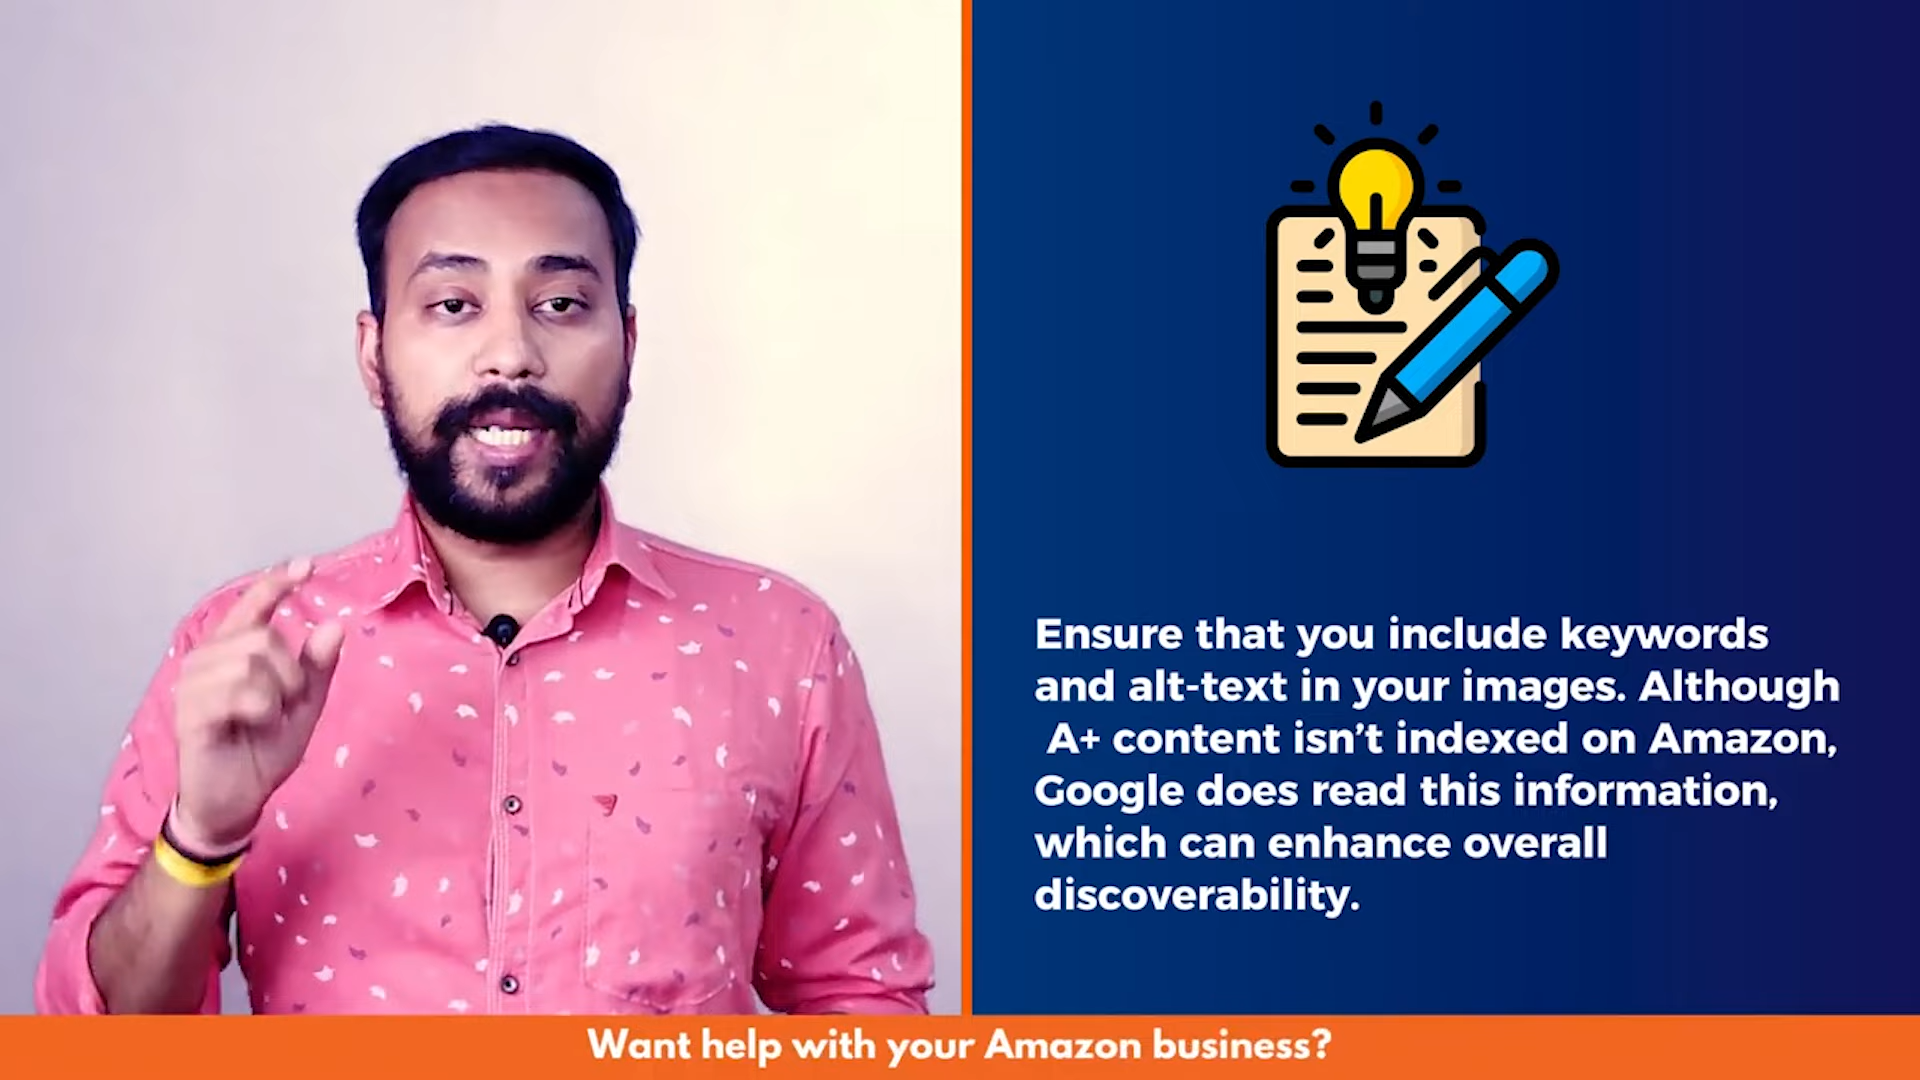 Ensure that you include keywords
and alt-text in your images. Although
A+ content isn't indexed on Amazon,
Google does read this information,
which can enhance overall
discoverability.
Want help with your Amazon business?